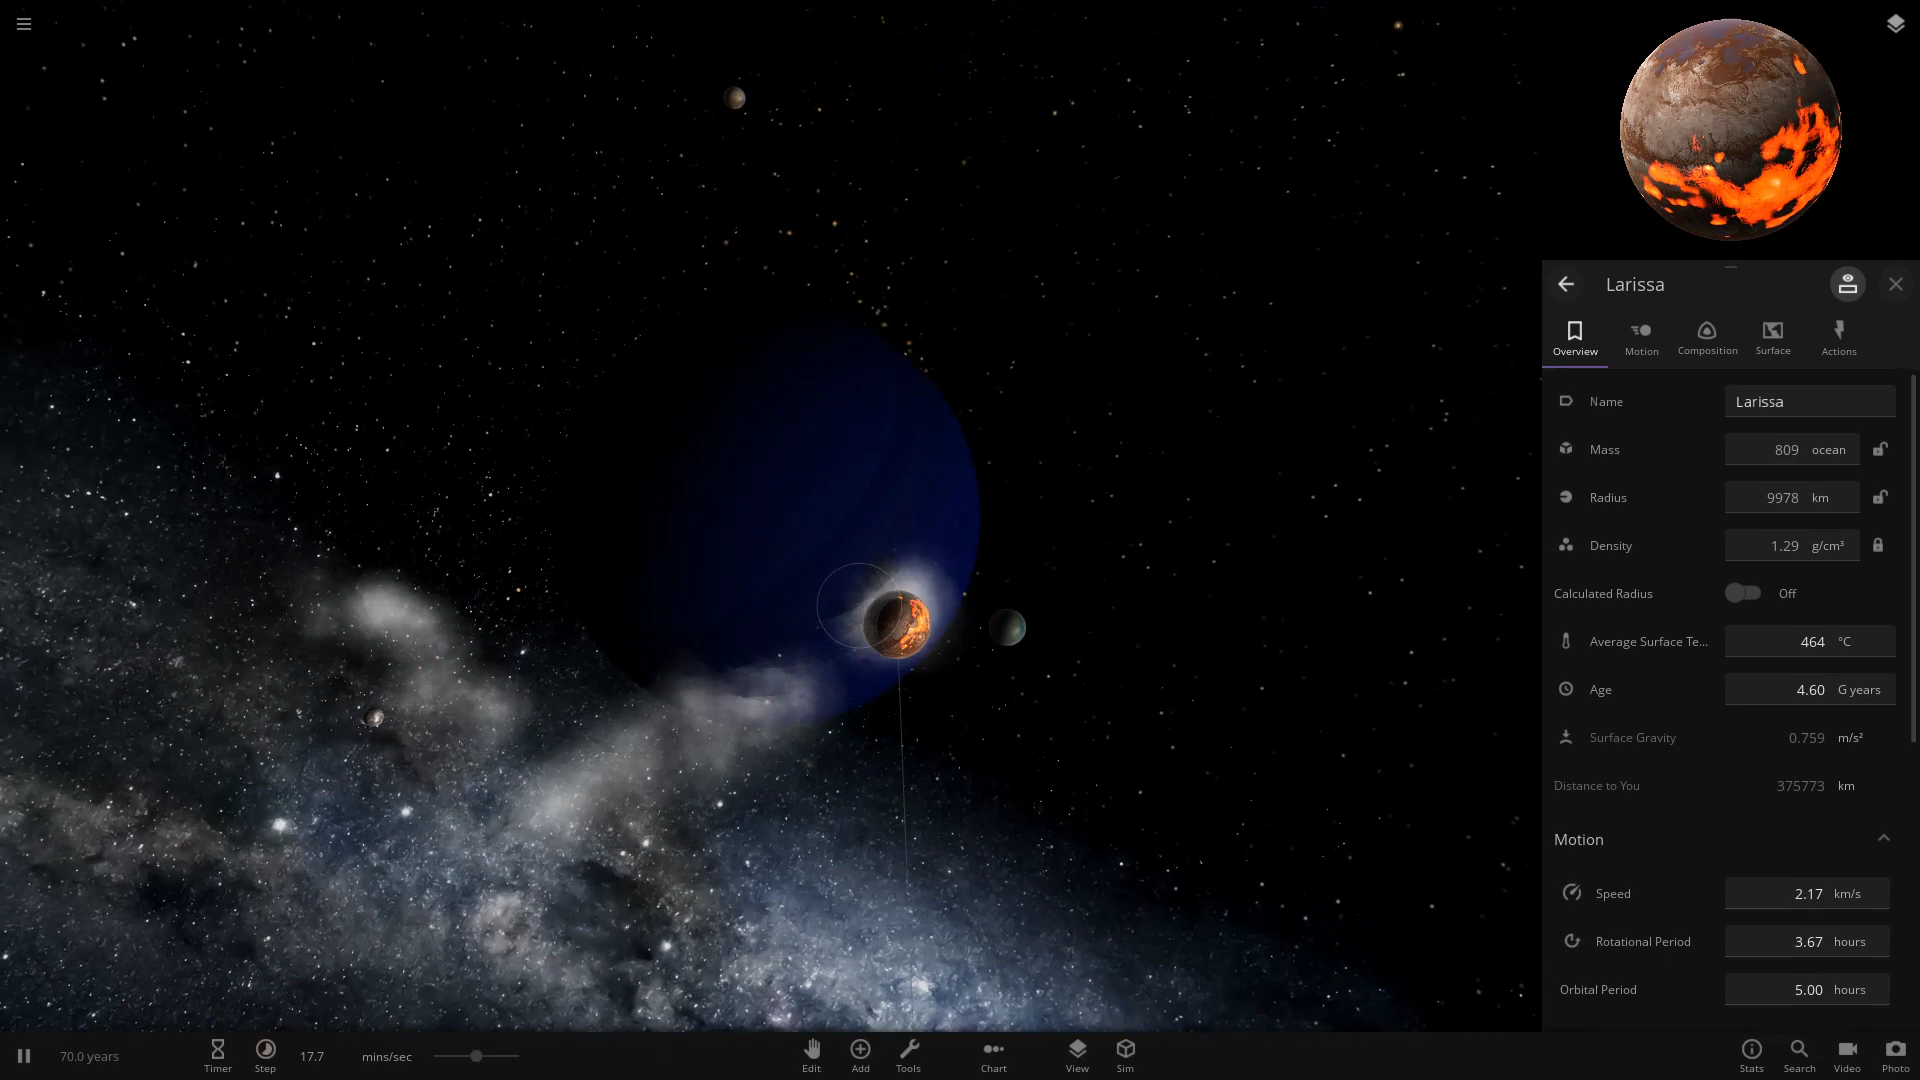 Larissa
Overview Motion Composition Surface Actions
Name Larissa
Mass 809 ocean
Radius 9978 km
Density 1.29 g/cm³
Calculated Radius Off
Average Surface Te... 464 °C
Age 4.60 G years
Surface Gravity 0.759 m/s²
Distance to You 375773 km
Motion
Speed 2.17 km/s
Rotational Period 3.67 hours
Orbital Period 5.00 hours
70.0 years Timer Step 17.7 mins/sec Edit Add Tools Chart View Sim Stats Search Video Photo